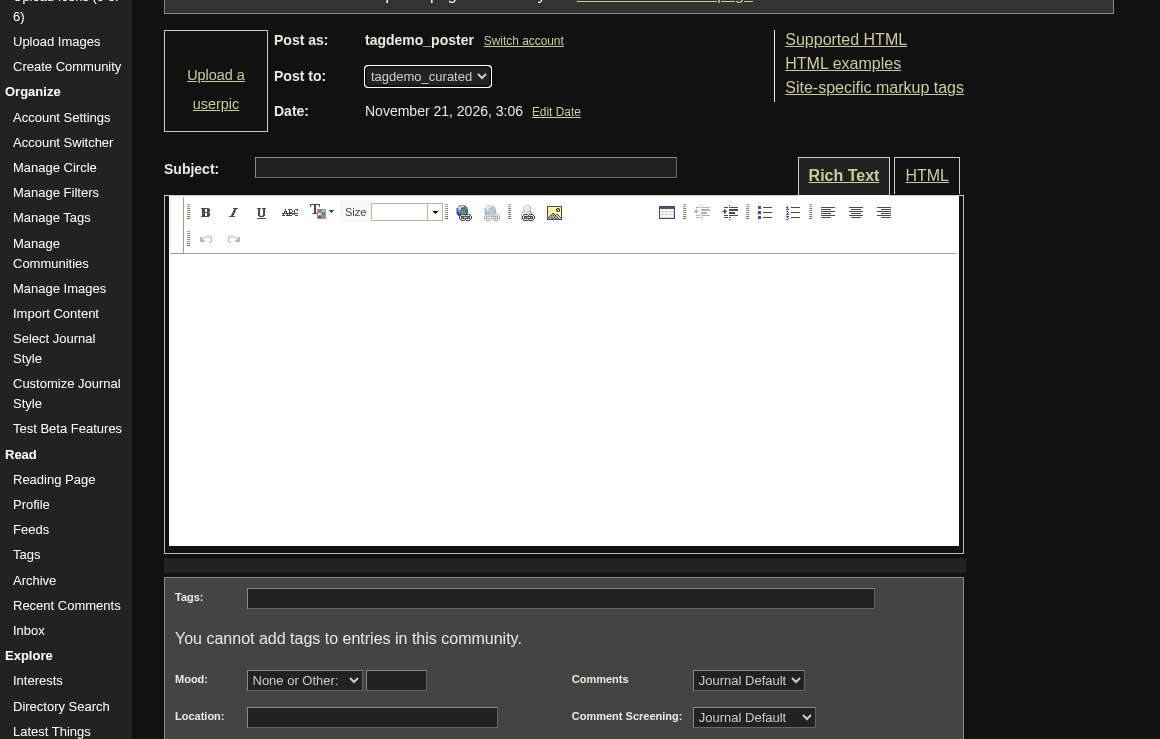 6)
Upload Images
Create Community
Organize
Account Settings
Account Switcher
Manage Circle
Manage Filters
Manage Tags
Manage
Communities
Manage Images
Import Content
Select Journal
Style
Customize Journal
Style
Test Beta Features
Read
Reading Page
Profile
Feeds
Tags
Archive
Recent Comments
Inbox
Explore
Interests
Directory Search
Latest Things
Upload a
userpic
Post as: tagdemo_poster Switch account
Post to: tagdemo_curated
Date: November 21, 2026, 3:06 Edit Date
Supported HTML
HTML examples
Site-specific markup tags
Subject:
Rich Text HTML
B I U ABC T Size
Tags:
You cannot add tags to entries in this community.
Mood: None or Other: Comments Journal Default
Location: Comment Screening: Journal Default